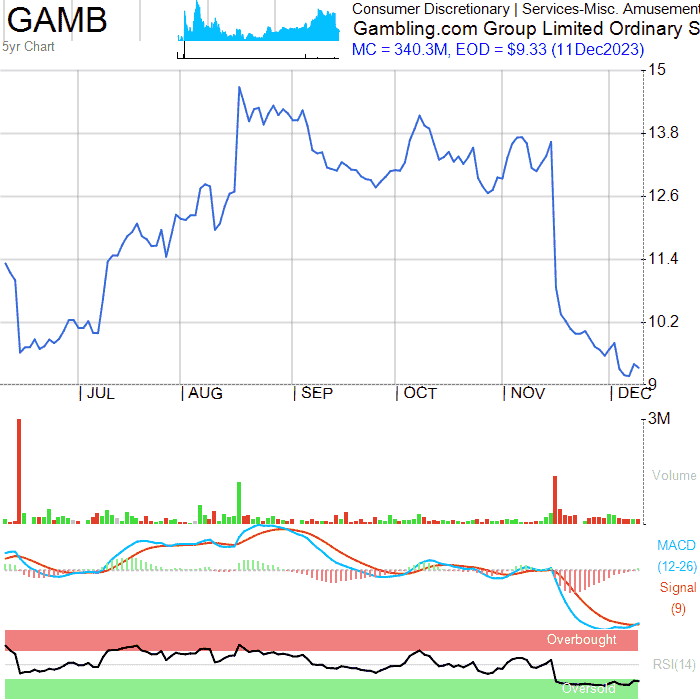 GAMB
5yr Chart
Consumer Discretionary | Services-Misc. Amusement
Gambling.com Group Limited Ordinary S
MC = 340.3M, EOD = $9.33 (11Dec2023)
15
13.8
12.6
11.4
10.2
9
JUL AUG SEP OCT NOV DEC
3M
Volume
MACD
(12-26)
Signal
(9)
Overbought
RSI(14)
Oversold